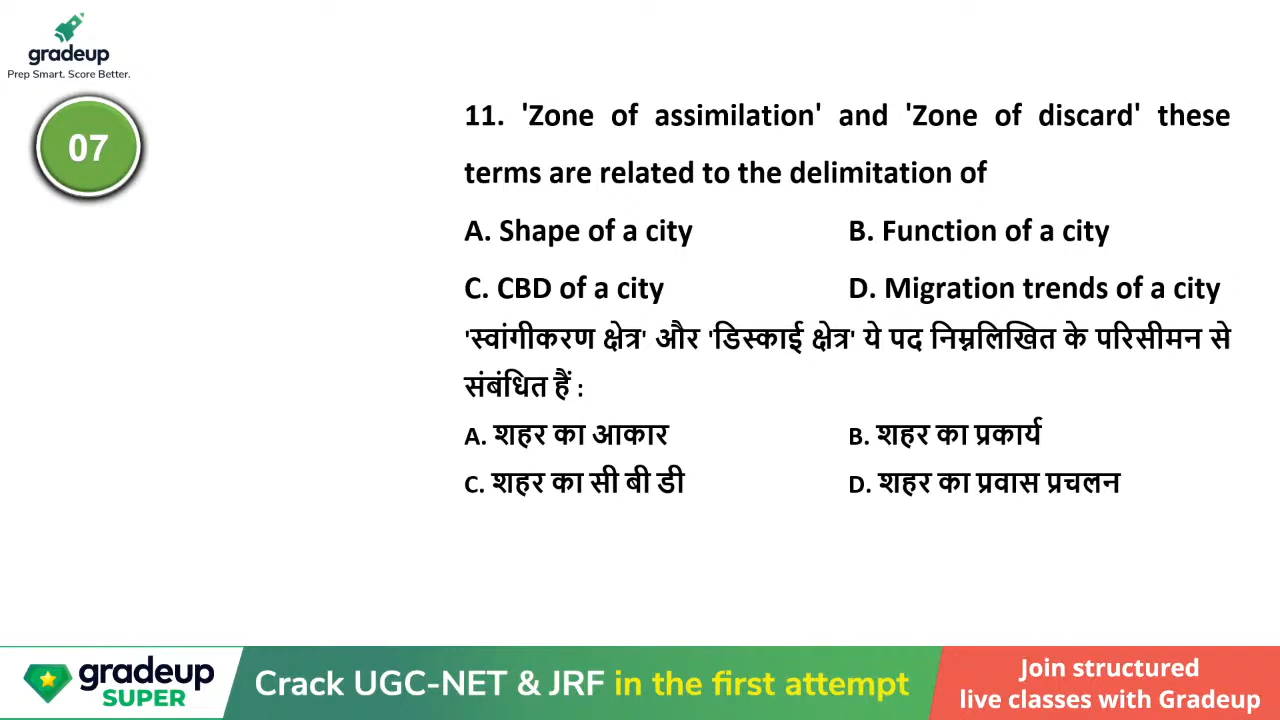 gradeup
Prep Smart. Score Better.
07
11. 'Zone of assimilation' and 'Zone of discard' these
terms are related to the delimitation of
A. Shape of a city B. Function of a city
C. CBD of a city D. Migration trends of a city
'स्वांगीकरण क्षेत्र' और 'डिस्काई क्षेत्र' ये पद निम्नलिखित के परिसीमन से
संबंधित हैं :
A. शहर का आकार B. शहर का प्रकार्य
C. शहर का सी बी डी D. शहर का प्रवास प्रचलन
gradeup
SUPER
Crack UGC-NET & JRF in the first attempt
Join structured
live classes with Gradeup